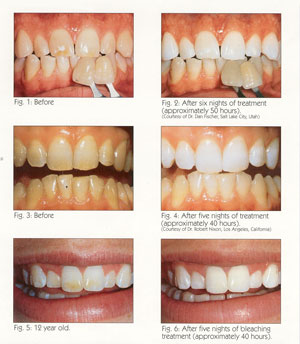 Fig. 1: Before
Fig. 2: After six nights of treatment
(approximately 50 hours).
(Courtesy of Dr. Dan Fischer, Salt Lake City, Utah)
Fig. 3: Before
Fig. 4: After five nights of treatment
(approximately 40 hours).
(Courtesy of Dr. Robert Nixon, Los Angeles, California)
Fig. 5: 12 year old.
Fig. 6: After five nights of bleaching
treatment (approximately 40 hours).